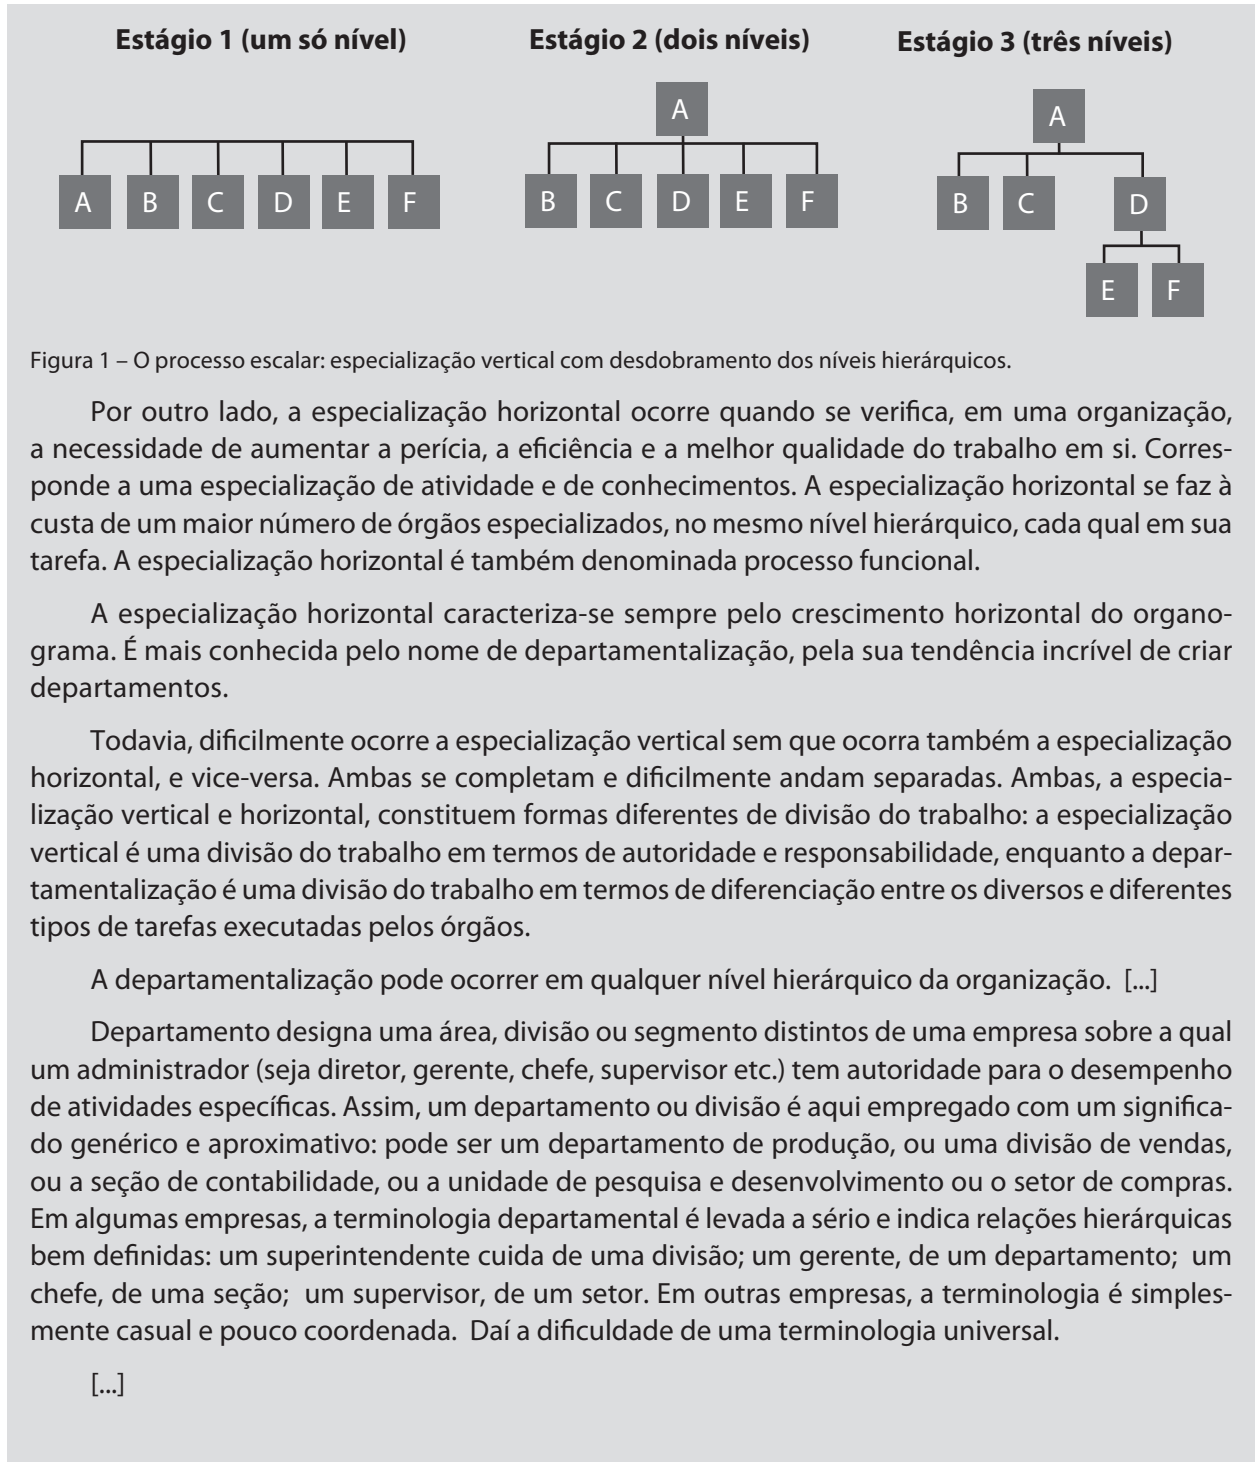 Estágio 1 (um só nível) Estágio 2 (dois níveis) Estágio 3 (três níveis)
A A
A B C D E F B C D E F B C D
E F
Figura 1 – O processo escalar: especialização vertical com desdobramento dos níveis hierárquicos.
Por outro lado, a especialização horizontal ocorre quando se verifica, em uma organização,
a necessidade de aumentar a perícia, a eficiência e a melhor qualidade do trabalho em si. Corres-
ponde a uma especialização de atividade e de conhecimentos. A especialização horizontal se faz à
custa de um maior número de órgãos especializados, no mesmo nível hierárquico, cada qual em sua
tarefa. A especialização horizontal é também denominada processo funcional.
A especialização horizontal caracteriza-se sempre pelo crescimento horizontal do organo-
grama. É mais conhecida pelo nome de departamentalização, pela sua tendência incrível de criar
departamentos.
Todavia, dificilmente ocorre a especialização vertical sem que ocorra também a especialização
horizontal, e vice-versa. Ambas se completam e dificilmente andam separadas. Ambas, a especia-
lização vertical e horizontal, constituem formas diferentes de divisão do trabalho: a especialização
vertical é uma divisão do trabalho em termos de autoridade e responsabilidade, enquanto a depar-
tamentalização é uma divisão do trabalho em termos de diferenciação entre os diversos e diferentes
tipos de tarefas executadas pelos órgãos.
A departamentalização pode ocorrer em qualquer nível hierárquico da organização. [...]
Departamento designa uma área, divisão ou segmento distintos de uma empresa sobre a qual
um administrador (seja diretor, gerente, chefe, supervisor etc.) tem autoridade para o desempenho
de atividades específicas. Assim, um departamento ou divisão é aqui empregado com um significa-
do genérico e aproximativo: pode ser um departamento de produção, ou uma divisão de vendas,
ou a seção de contabilidade, ou a unidade de pesquisa e desenvolvimento ou o setor de compras.
Em algumas empresas, a terminologia departamental é levada a sério e indica relações hierárquicas
bem definidas: um superintendente cuida de uma divisão; um gerente, de um departamento; um
chefe, de uma seção; um supervisor, de um setor. Em outras empresas, a terminologia é simples-
mente casual e pouco coordenada. Daí a dificuldade de uma terminologia universal.
[...]